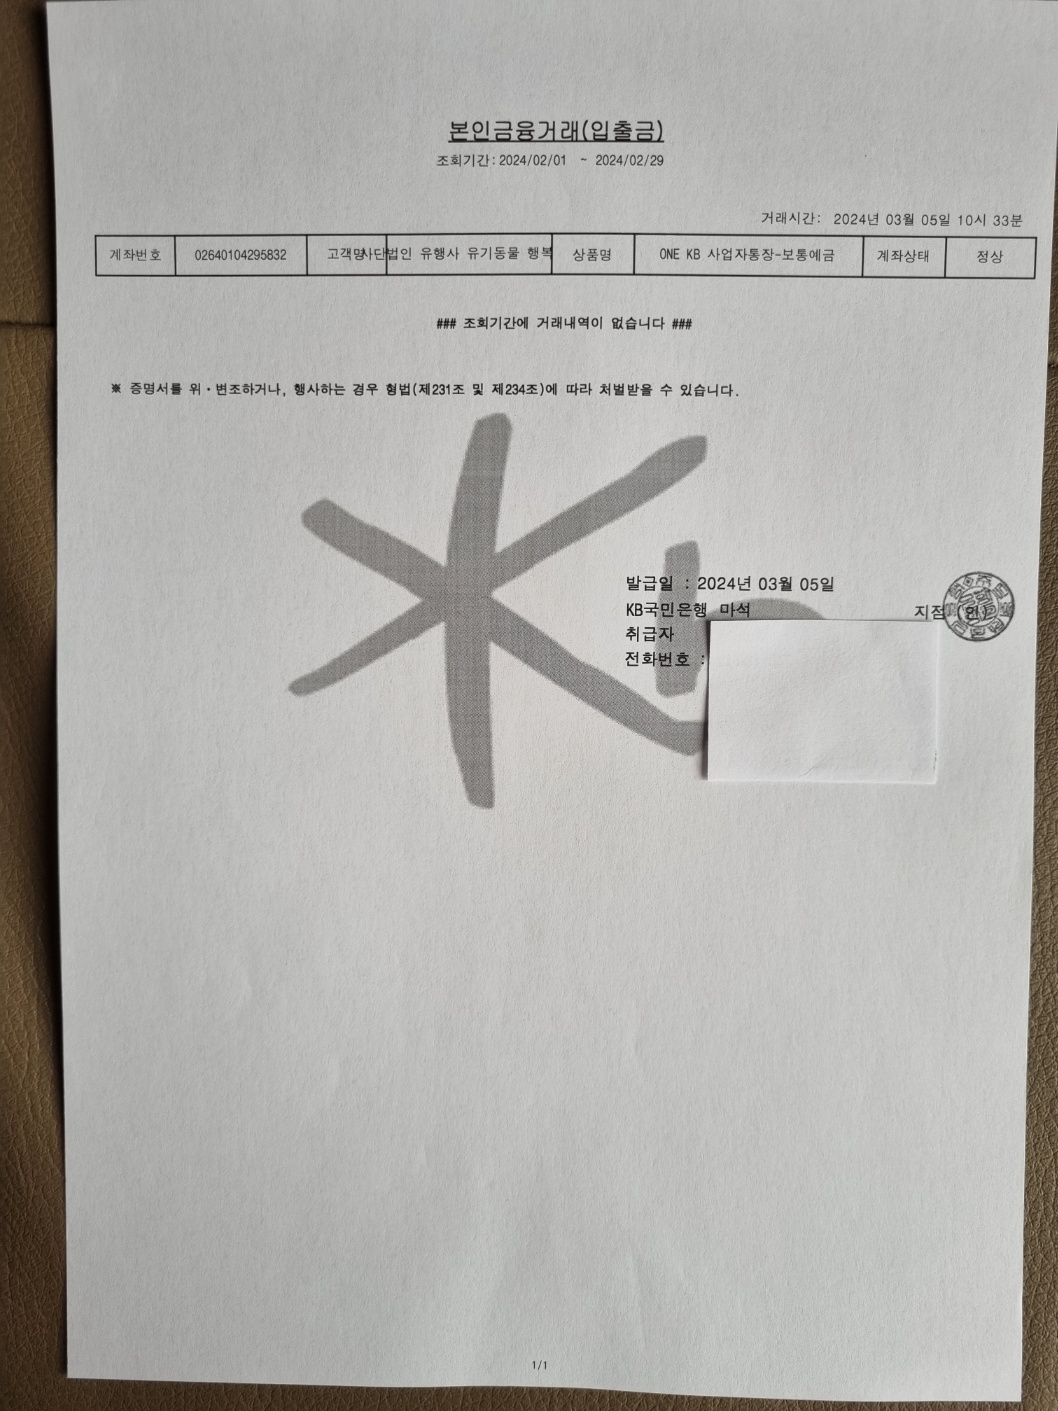 본인금융거래(입출금)
조회기간:2024/02/01 ~ 2024/02/29
거래시간: 2024년 03월 05일 10시 33분
계좌번호 02640104295832 고객명 사단법인 유행사 유기동물 행복 상품명 ONE KB 사업자통장-보통예금 계좌상태 정상
### 조회기간에 거래내역이 없습니다 ###
※ 증명서를 위·변조하거나, 행사하는 경우 형법(제231조 및 제234조)에 따라 처벌받을 수 있습니다.
발급일 : 2024년 03월 05일
KB국민은행 마석 지점 (인)
취급자
전화번호 :
1/1